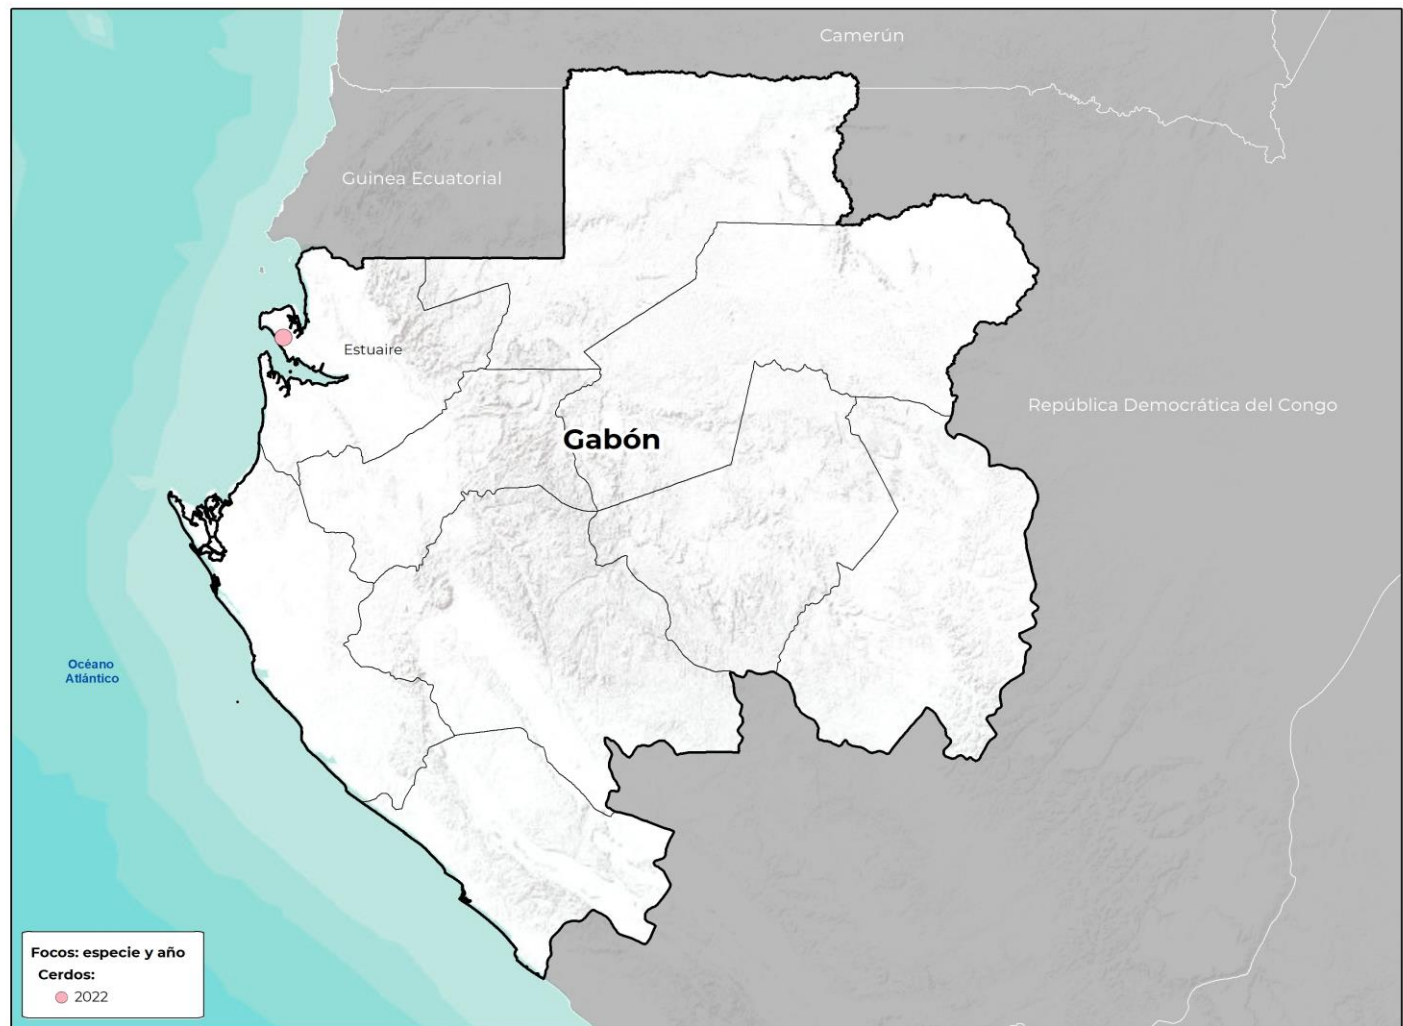 Camerún
Guinea Ecuatorial
Estuaire
República Democrática del Congo
Gabón
Océano
Atlántico
Focos: especie y año
Cerdos:
2022